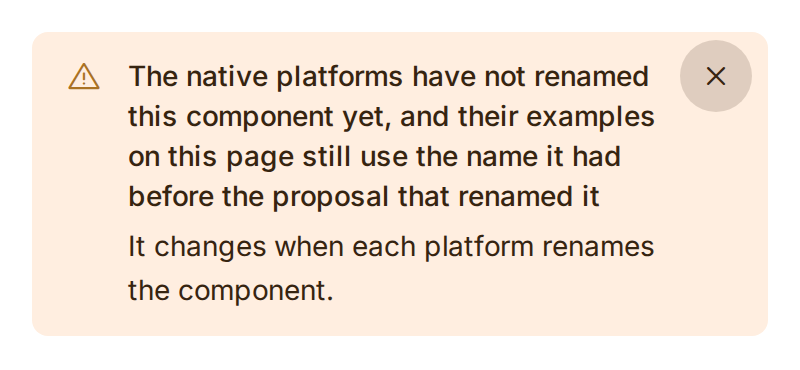 The native platforms have not renamed
this component yet, and their examples
on this page still use the name it had
before the proposal that renamed it
It changes when each platform renames
the component.